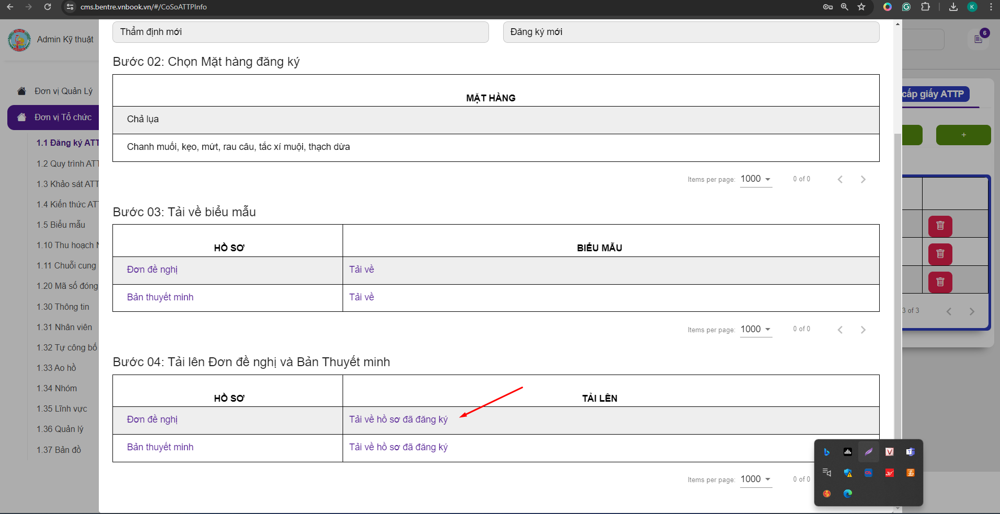 cms.bentre.vnbook.vn/#/CoSoATTPInfo
K
Admin Kỹ thuật
6
Đơn vị Quản Lý
Đơn vị Tổ chức
1.1 Đăng ký ATT
1.2 Quy trình ATT
1.3 Khảo sát ATT
1.4 Kiến thức AT
1.5 Biểu mẫu
1.10 Thu hoạch N
1.11 Chuỗi cung
1.20 Mã số đóng
1.30 Thông tin
1.31 Nhân viên
1.32 Tự công bố
1.33 Ao hồ
1.34 Nhóm
1.35 Lĩnh vực
1.36 Quản lý
1.37 Bản đồ
Thẩm định mới
Đăng ký mới
Bước 02: Chọn Mặt hàng đăng ký
MẶT HÀNG
Chả lụa
Chanh muối, kẹo, mứt, rau câu, tắc xí muội, thạch dừa
Items per page: 1000 0 of 0
Bước 03: Tải về biểu mẫu
HỒ SƠ BIỂU MẪU
Đơn đề nghị Tải về
Bản thuyết minh Tải về
Items per page: 1000 0 of 0
Bước 04: Tải lên Đơn đề nghị và Bản Thuyết minh
HỒ SƠ TẢI LÊN
Đơn đề nghị Tải về hồ sơ đã đăng ký
Bản thuyết minh Tải về hồ sơ đã đăng ký
Items per page: 1000 0 of 0
cấp giấy ATTP
+
3 of 3